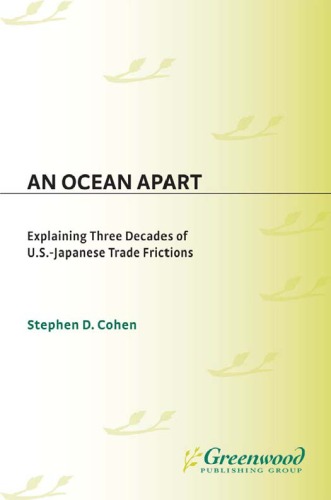 AN OCEAN APART
Explaining Three Decades of
U.S.-Japanese Trade Frictions
Stephen D. Cohen
Greenwood
PUBLISHING GROUP